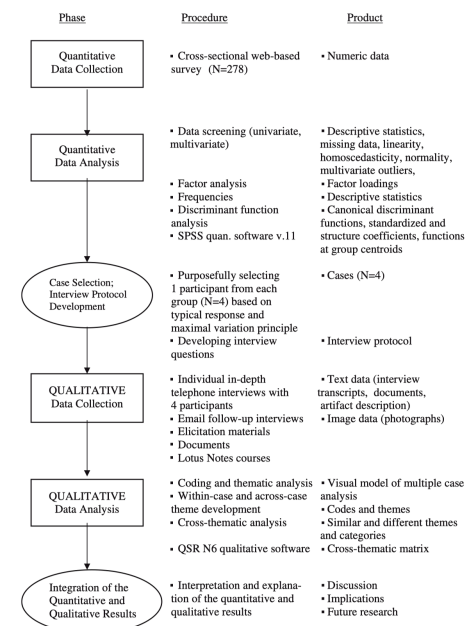 Phase Procedure Product
Quantitative
Data Collection
▪ Cross-sectional web-based
survey (N=278)
▪ Numeric data
Quantitative
Data Analysis
▪ Data screening (univariate,
multivariate)
▪ Factor analysis
▪ Frequencies
▪ Discriminant function
analysis
▪ SPSS quan. software v.11
▪ Descriptive statistics,
missing data, linearity,
homoscedasticity, normality,
multivariate outliers,
▪ Factor loadings
▪ Descriptive statistics
▪ Canonical discriminant
functions, standardized and
structure coefficients, functions
at group centroids
Case Selection;
Interview Protocol
Development
▪ Purposefully selecting
1 participant from each
group (N=4) based on
typical response and
maximal variation principle
▪ Developing interview
questions
▪ Cases (N=4)
▪ Interview protocol
QUALITATIVE
Data Collection
▪ Individual in-depth
telephone interviews with
4 participants
▪ Email follow-up interviews
▪ Elicitation materials
▪ Documents
▪ Lotus Notes courses
▪ Text data (interview
transcripts, documents,
artifact description)
▪ Image data (photographs)
QUALITATIVE
Data Analysis
▪ Coding and thematic analysis
▪ Within-case and across-case
theme development
▪ Cross-thematic analysis
▪ QSR N6 qualitative software
▪ Visual model of multiple case
analysis
▪ Codes and themes
▪ Similar and different themes
and categories
▪ Cross-thematic matrix
Integration of the
Quantitative and
Qualitative Results
▪ Interpretation and explana-
tion of the quantitative and
qualitative results
▪ Discussion
▪ Implications
▪ Future research